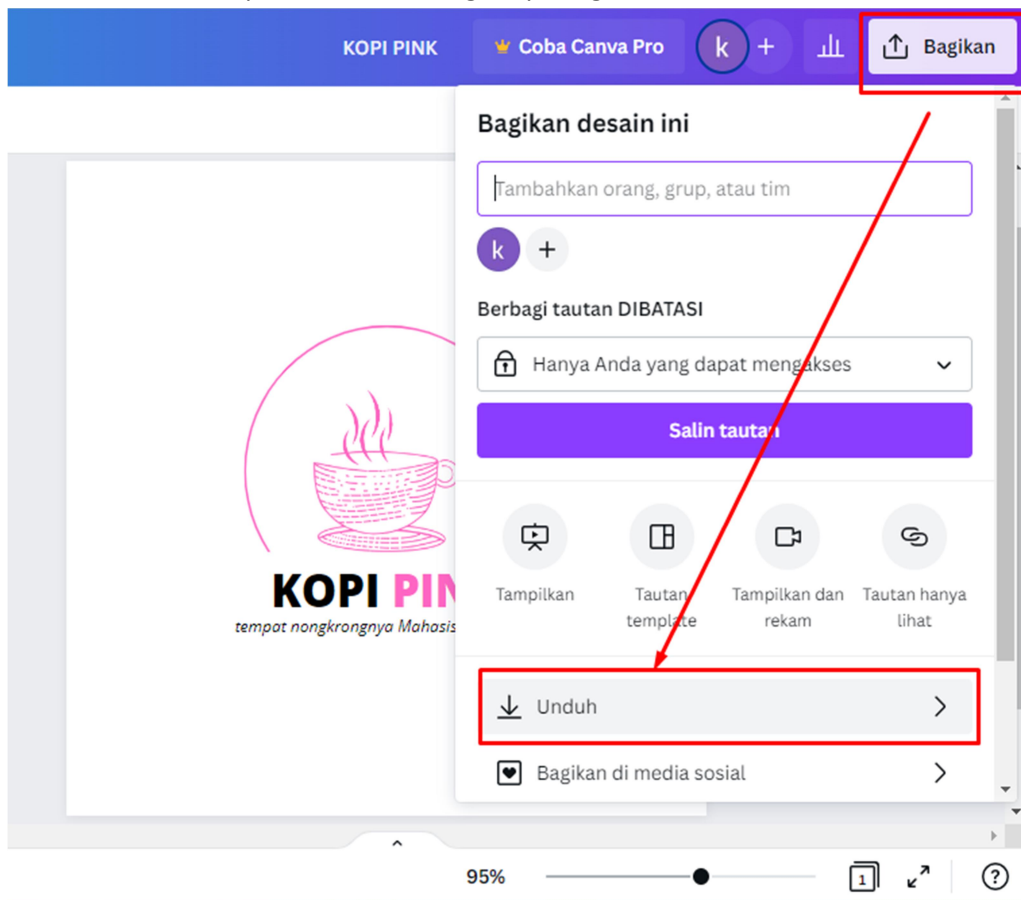 KOPI PINK
Coba Canva Pro
k
+
Bagikan
Bagikan desain ini
Tambahkan orang, grup, atau tim
k
+
Berbagi tautan DIBATASI
Hanya Anda yang dapat mengakses
Salin tautan
Tampilkan
Tautan template
Tampilkan dan rekam
Tautan hanya lihat
Unduh
Bagikan di media sosial
KOPI PIN
tempat nongkrongnya Mahasis
95%
1
?